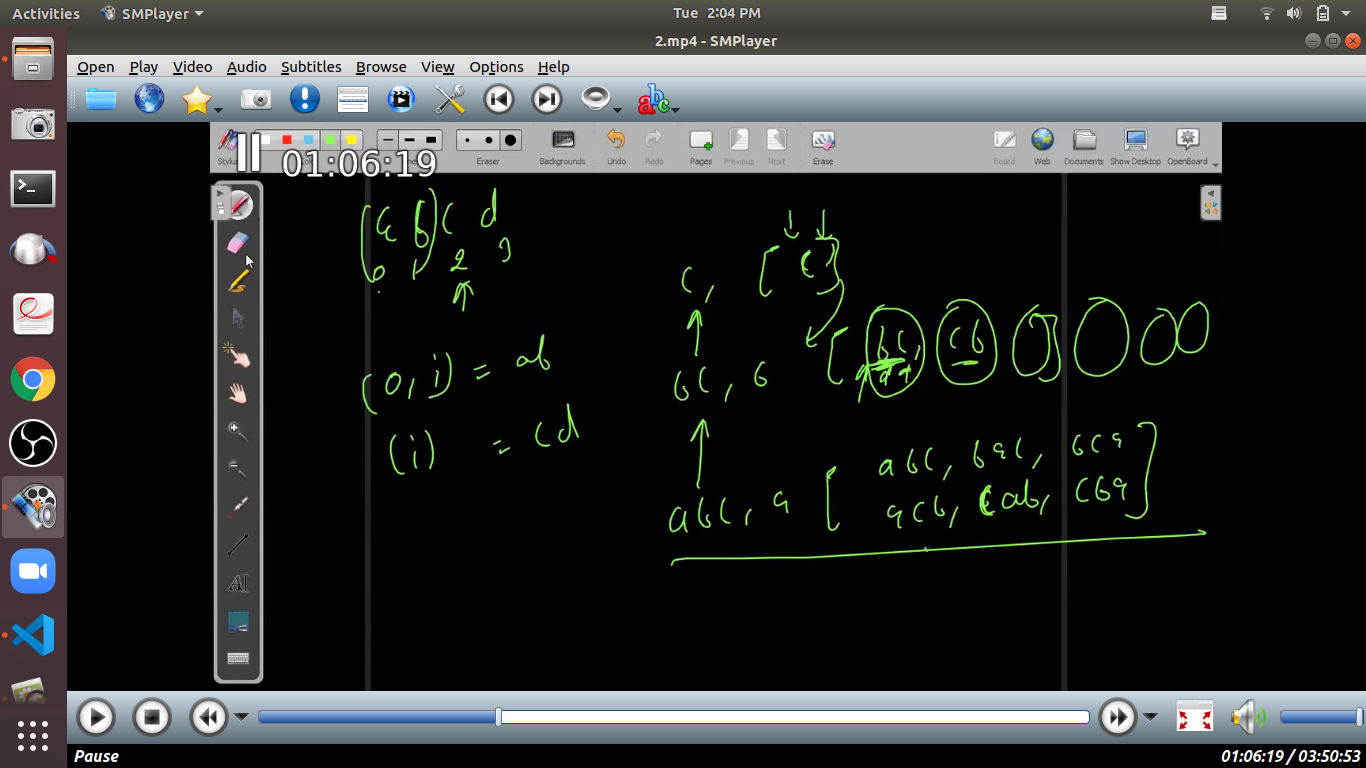 Activities SMPlayer Tue 2:04 PM
2.mp4 - SMPlayer
Open Play Video Audio Subtitles Browse View Options Help
Stylus Eraser Backgrounds Undo Redo Pages Previous Next Erase Board Web Documents Show Desktop OpenBoard
01:06:19
b c d
0 1 2 3
c, [ c ]
[ bc, cb ]
(0, i) = ab
bc, b
(i) = cd
abc, bac, bca
abc, a [ acb, cab, cba ]
AI
Pause 01:06:19 / 03:50:53